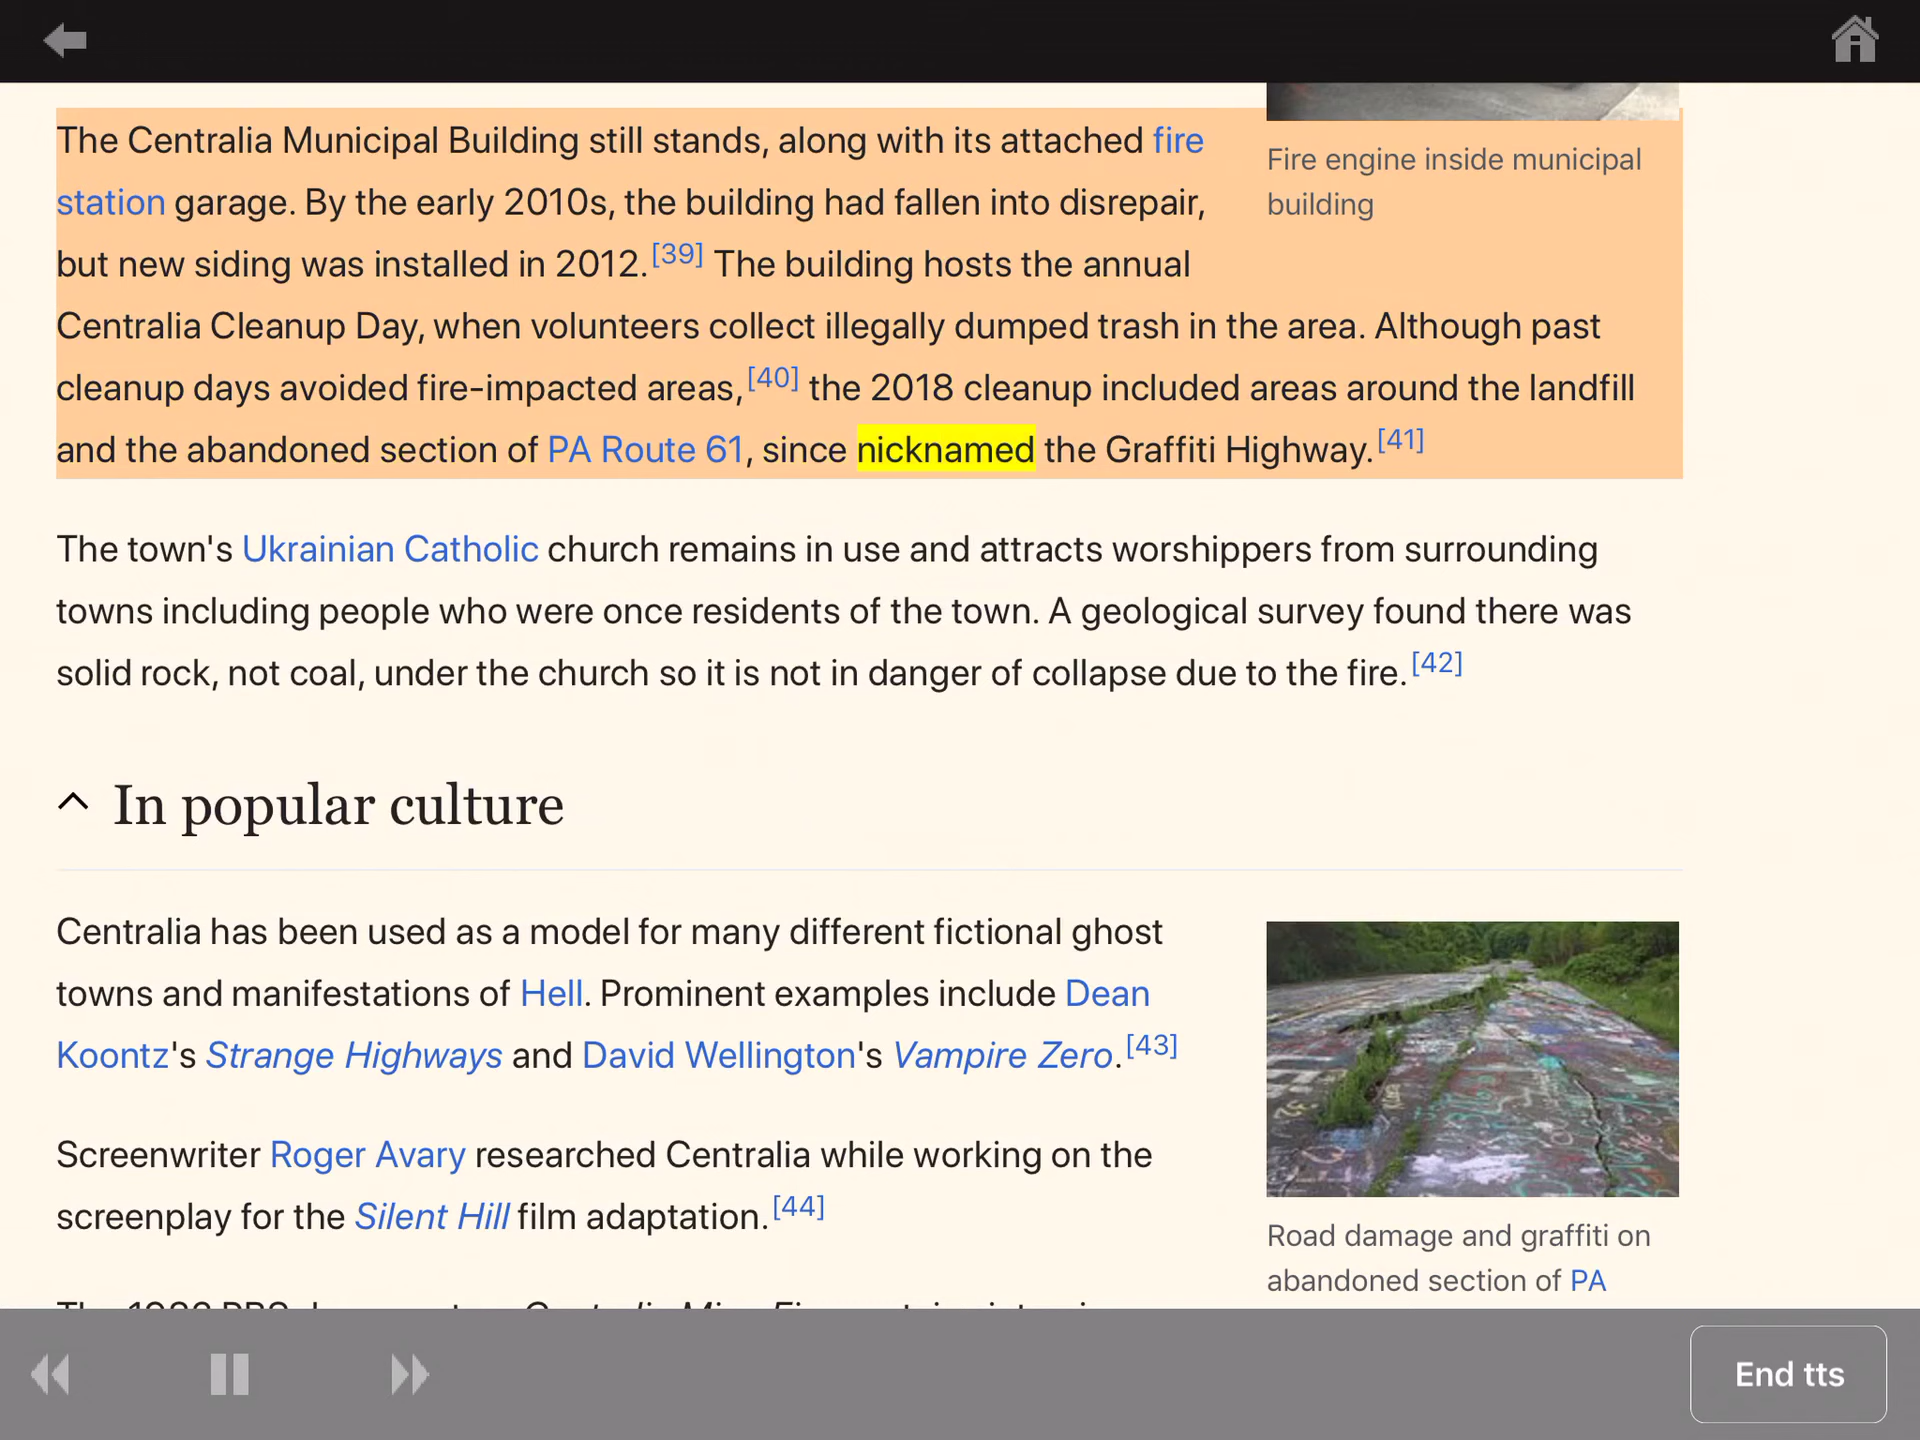 The Centralia Municipal Building still stands, along with its attached fire
station garage. By the early 2010s, the building had fallen into disrepair,
but new siding was installed in 2012.[39] The building hosts the annual
Centralia Cleanup Day, when volunteers collect illegally dumped trash in the area. Although past
cleanup days avoided fire-impacted areas,[40] the 2018 cleanup included areas around the landfill
and the abandoned section of PA Route 61, since nicknamed the Graffiti Highway.[41]
Fire engine inside municipal
building
The town's Ukrainian Catholic church remains in use and attracts worshippers from surrounding
towns including people who were once residents of the town. A geological survey found there was
solid rock, not coal, under the church so it is not in danger of collapse due to the fire.[42]
In popular culture
Centralia has been used as a model for many different fictional ghost
towns and manifestations of Hell. Prominent examples include Dean
Koontz's Strange Highways and David Wellington's Vampire Zero.[43]
Screenwriter Roger Avary researched Centralia while working on the
screenplay for the Silent Hill film adaptation.[44]
Road damage and graffiti on
abandoned section of PA
End tts